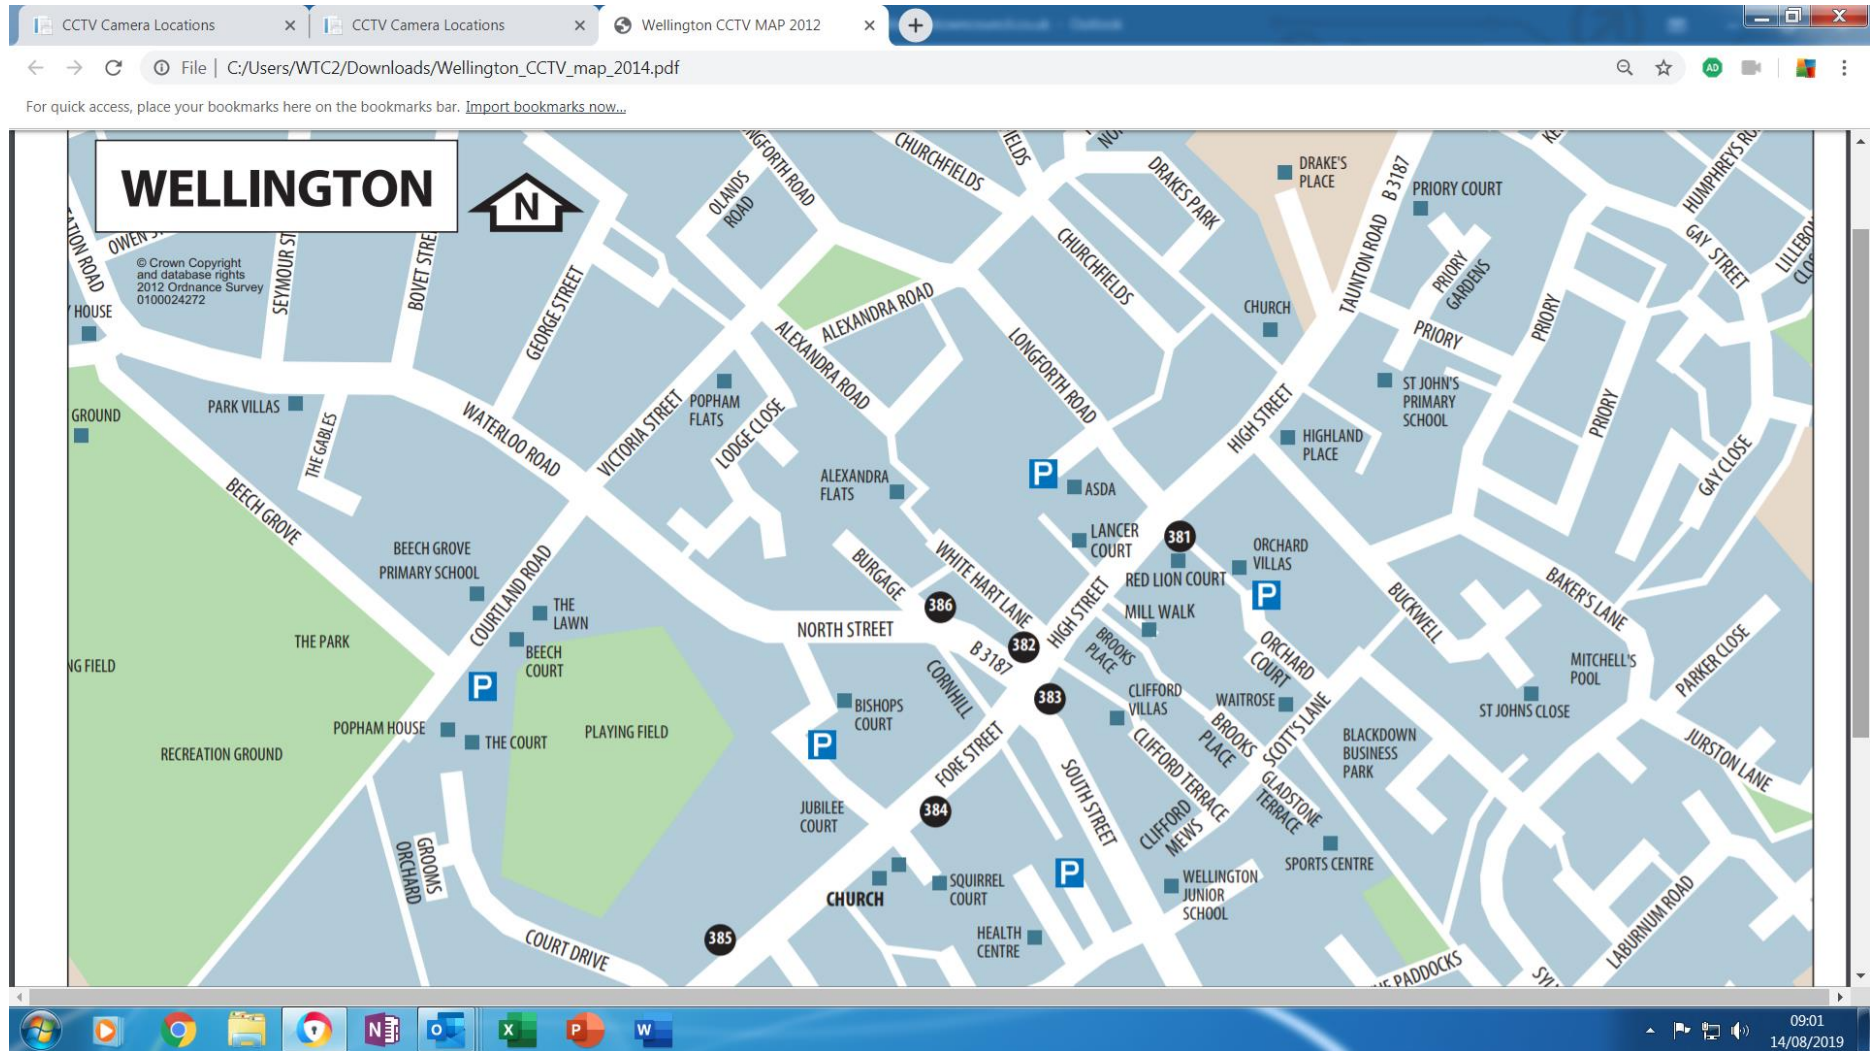 CCTV Camera Locations
CCTV Camera Locations
Wellington CCTV MAP 2012
File
C:/Users/WTC2/Downloads/Wellington_CCTV_map_2014.pdf
For quick access, place your bookmarks here on the bookmarks bar. Import bookmarks now...
WELLINGTON
N
© Crown Copyright
and database rights
2012 Ordnance Survey
0100024272
SEYMOUR ST
BOVET STRE
GEORGE STREET
OLANDS
ROAD
NGFORTH ROAD
CHURCHFIELDS
IELDS
DRAKES PARK
DRAKE'S
PLACE
TAUNTON ROAD
B 3187
PRIORY COURT
HUMPHREYS RO
GAY STREET
PRIORY
GARDENS
CHURCHFIELDS
CHURCH
PRIORY
PRIORY
PRIORY
ALEXANDRA ROAD
ALEXANDRA ROAD
LONGFORTH ROAD
HOUSE
GROUND
PARK VILLAS
THE GABLES
WATERLOO ROAD
VICTORIA STREET
POPHAM
FLATS
LODGE CLOSE
ST JOHN'S
PRIMARY
SCHOOL
HIGH STREET
HIGHLAND
PLACE
GAY CLOSE
BEECH GROVE
ALEXANDRA
FLATS
P
ASDA
LANCER
COURT
381
RED LION COURT
ORCHARD
VILLAS
P
BEECH GROVE
PRIMARY SCHOOL
COURTLAND ROAD
THE
LAWN
BEECH
COURT
BURGAGE
WHITE HART LANE
386
382
HIGH STREET
MILL WALK
BUCKWELL
BAKER'S LANE
NORTH STREET
B 3187
BROOKS
PLACE
ORCHARD
COURT
THE PARK
NG FIELD
P
CORNHILL
383
CLIFFORD
VILLAS
WAITROSE
MITCHELL'S
POOL
PARKER CLOSE
ST JOHNS CLOSE
BISHOPS
COURT
P
POPHAM HOUSE
THE COURT
PLAYING FIELD
RECREATION GROUND
FORE STREET
SOUTH STREET
CLIFFORD TERRACE
BROOKS
PLACE
SCOTT'S LANE
BLACKDOWN
BUSINESS
PARK
JURSTON LANE
GLADSTONE
TERRACE
JUBILEE
COURT
384
CLIFFORD
MEWS
SPORTS CENTRE
GROOMS
ORCHARD
CHURCH
SQUIRREL
COURT
P
WELLINGTON
JUNIOR
SCHOOL
HEALTH
CENTRE
385
COURT DRIVE
LABURNUM ROAD
PADDOCKS
09:01
14/08/2019